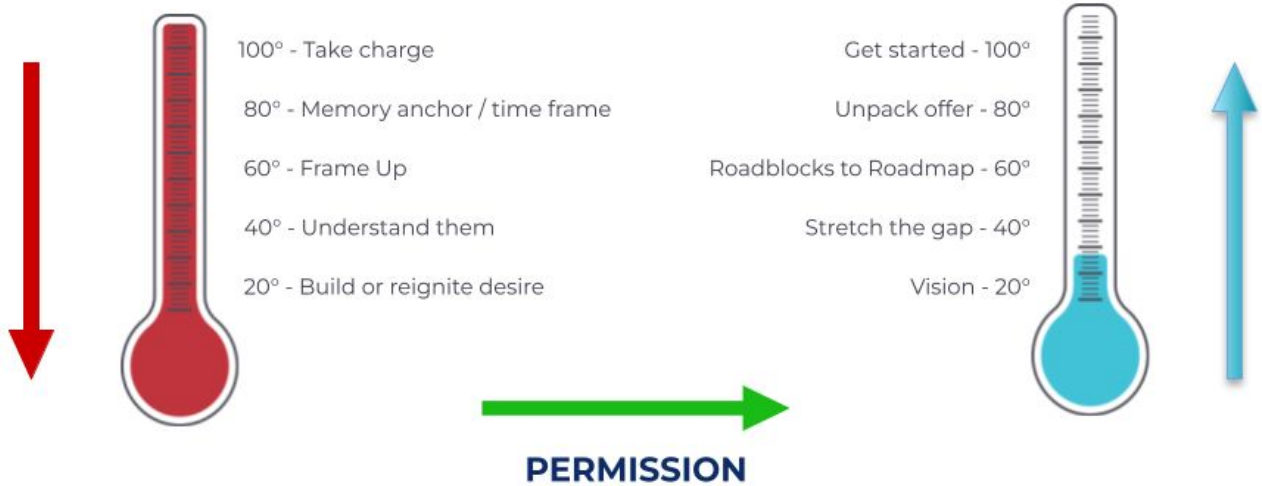 100° - Take charge
80° - Memory anchor / time frame
60° - Frame Up
40° - Understand them
20° - Build or reignite desire
Get started - 100°
Unpack offer - 80°
Roadblocks to Roadmap - 60°
Stretch the gap - 40°
Vision - 20°
PERMISSION